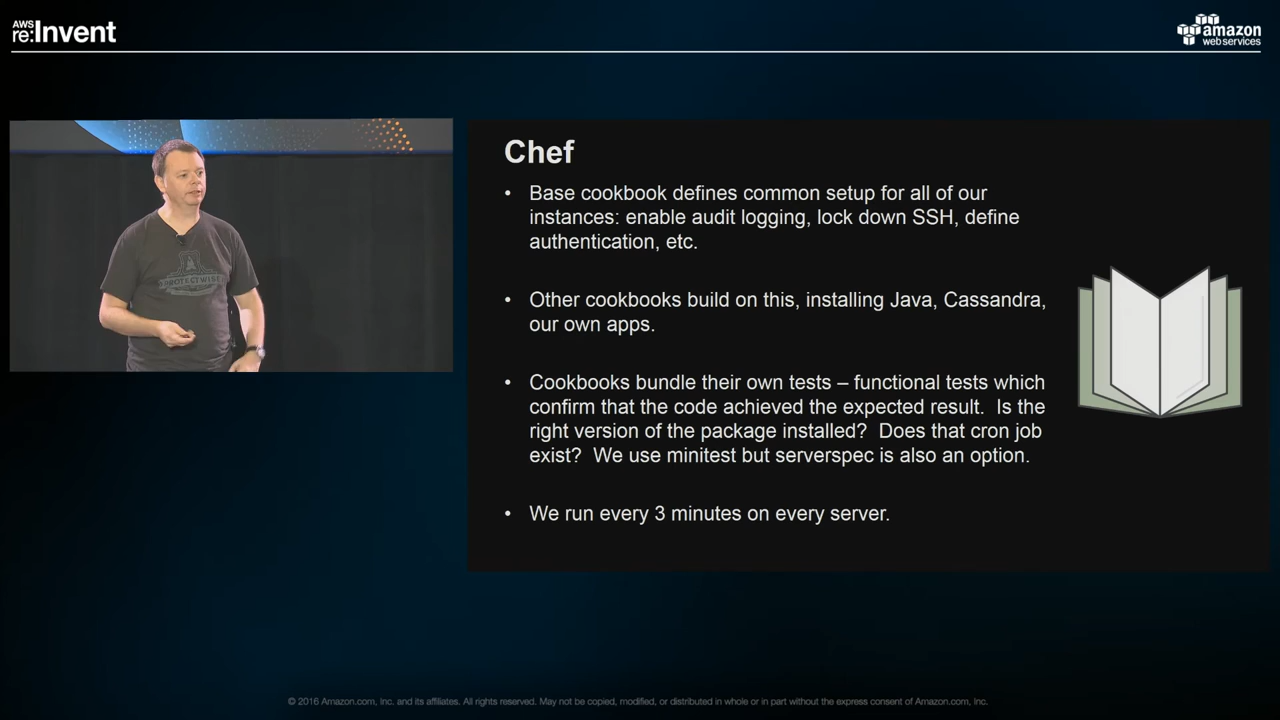 AWS
re:Invent
amazon
web services
PROTECTWISE
Chef
• Base cookbook defines common setup for all of our
instances: enable audit logging, lock down SSH, define
authentication, etc.
• Other cookbooks build on this, installing Java, Cassandra,
our own apps.
• Cookbooks bundle their own tests – functional tests which
confirm that the code achieved the expected result.  Is the
right version of the package installed?  Does that cron job
exist?  We use minitest but serverspec is also an option.
• We run every 3 minutes on every server.
© 2016 Amazon.com, Inc. and its affiliates. All rights reserved. May not be copied, modified, or distributed in whole or in part without the express consent of Amazon.com, Inc.